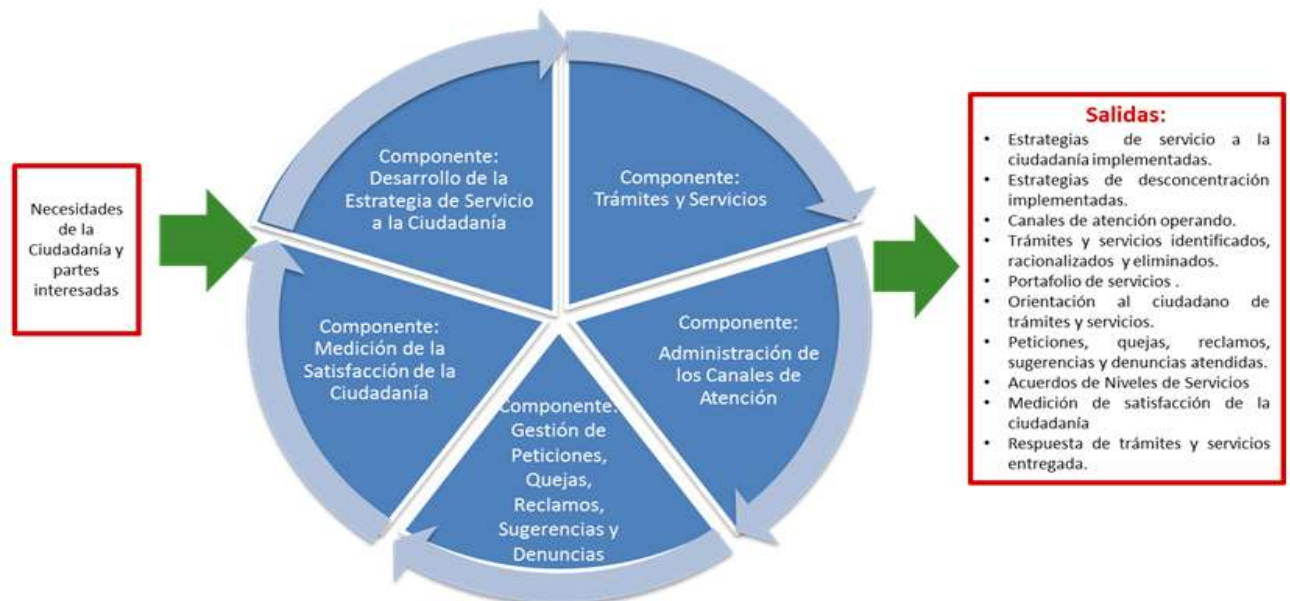 Necesidades
de la
Ciudadanía y
partes
interesadas
Componente:
Desarrollo de la
Estrategia de Servicio
a la Ciudadanía
Componente:
Trámites y Servicios
Componente:
Administración de
los Canales de
Atención
Componente:
Gestión de
Peticiones,
Quejas,
Reclamos,
Sugerencias y
Denuncias
Componente:
Medición de la
Satisfacción de la
Ciudadanía
Salidas:
• Estrategias de servicio a la
ciudadanía implementadas.
• Estrategias de desconcentración
implementadas.
• Canales de atención operando.
• Trámites y servicios identificados,
racionalizados y eliminados.
• Portafolio de servicios .
• Orientación al ciudadano de
trámites y servicios.
• Peticiones, quejas, reclamos,
sugerencias y denuncias atendidas.
• Acuerdos de Niveles de Servicios
• Medición de satisfacción de la
ciudadanía
• Respuesta de trámites y servicios
entregada.